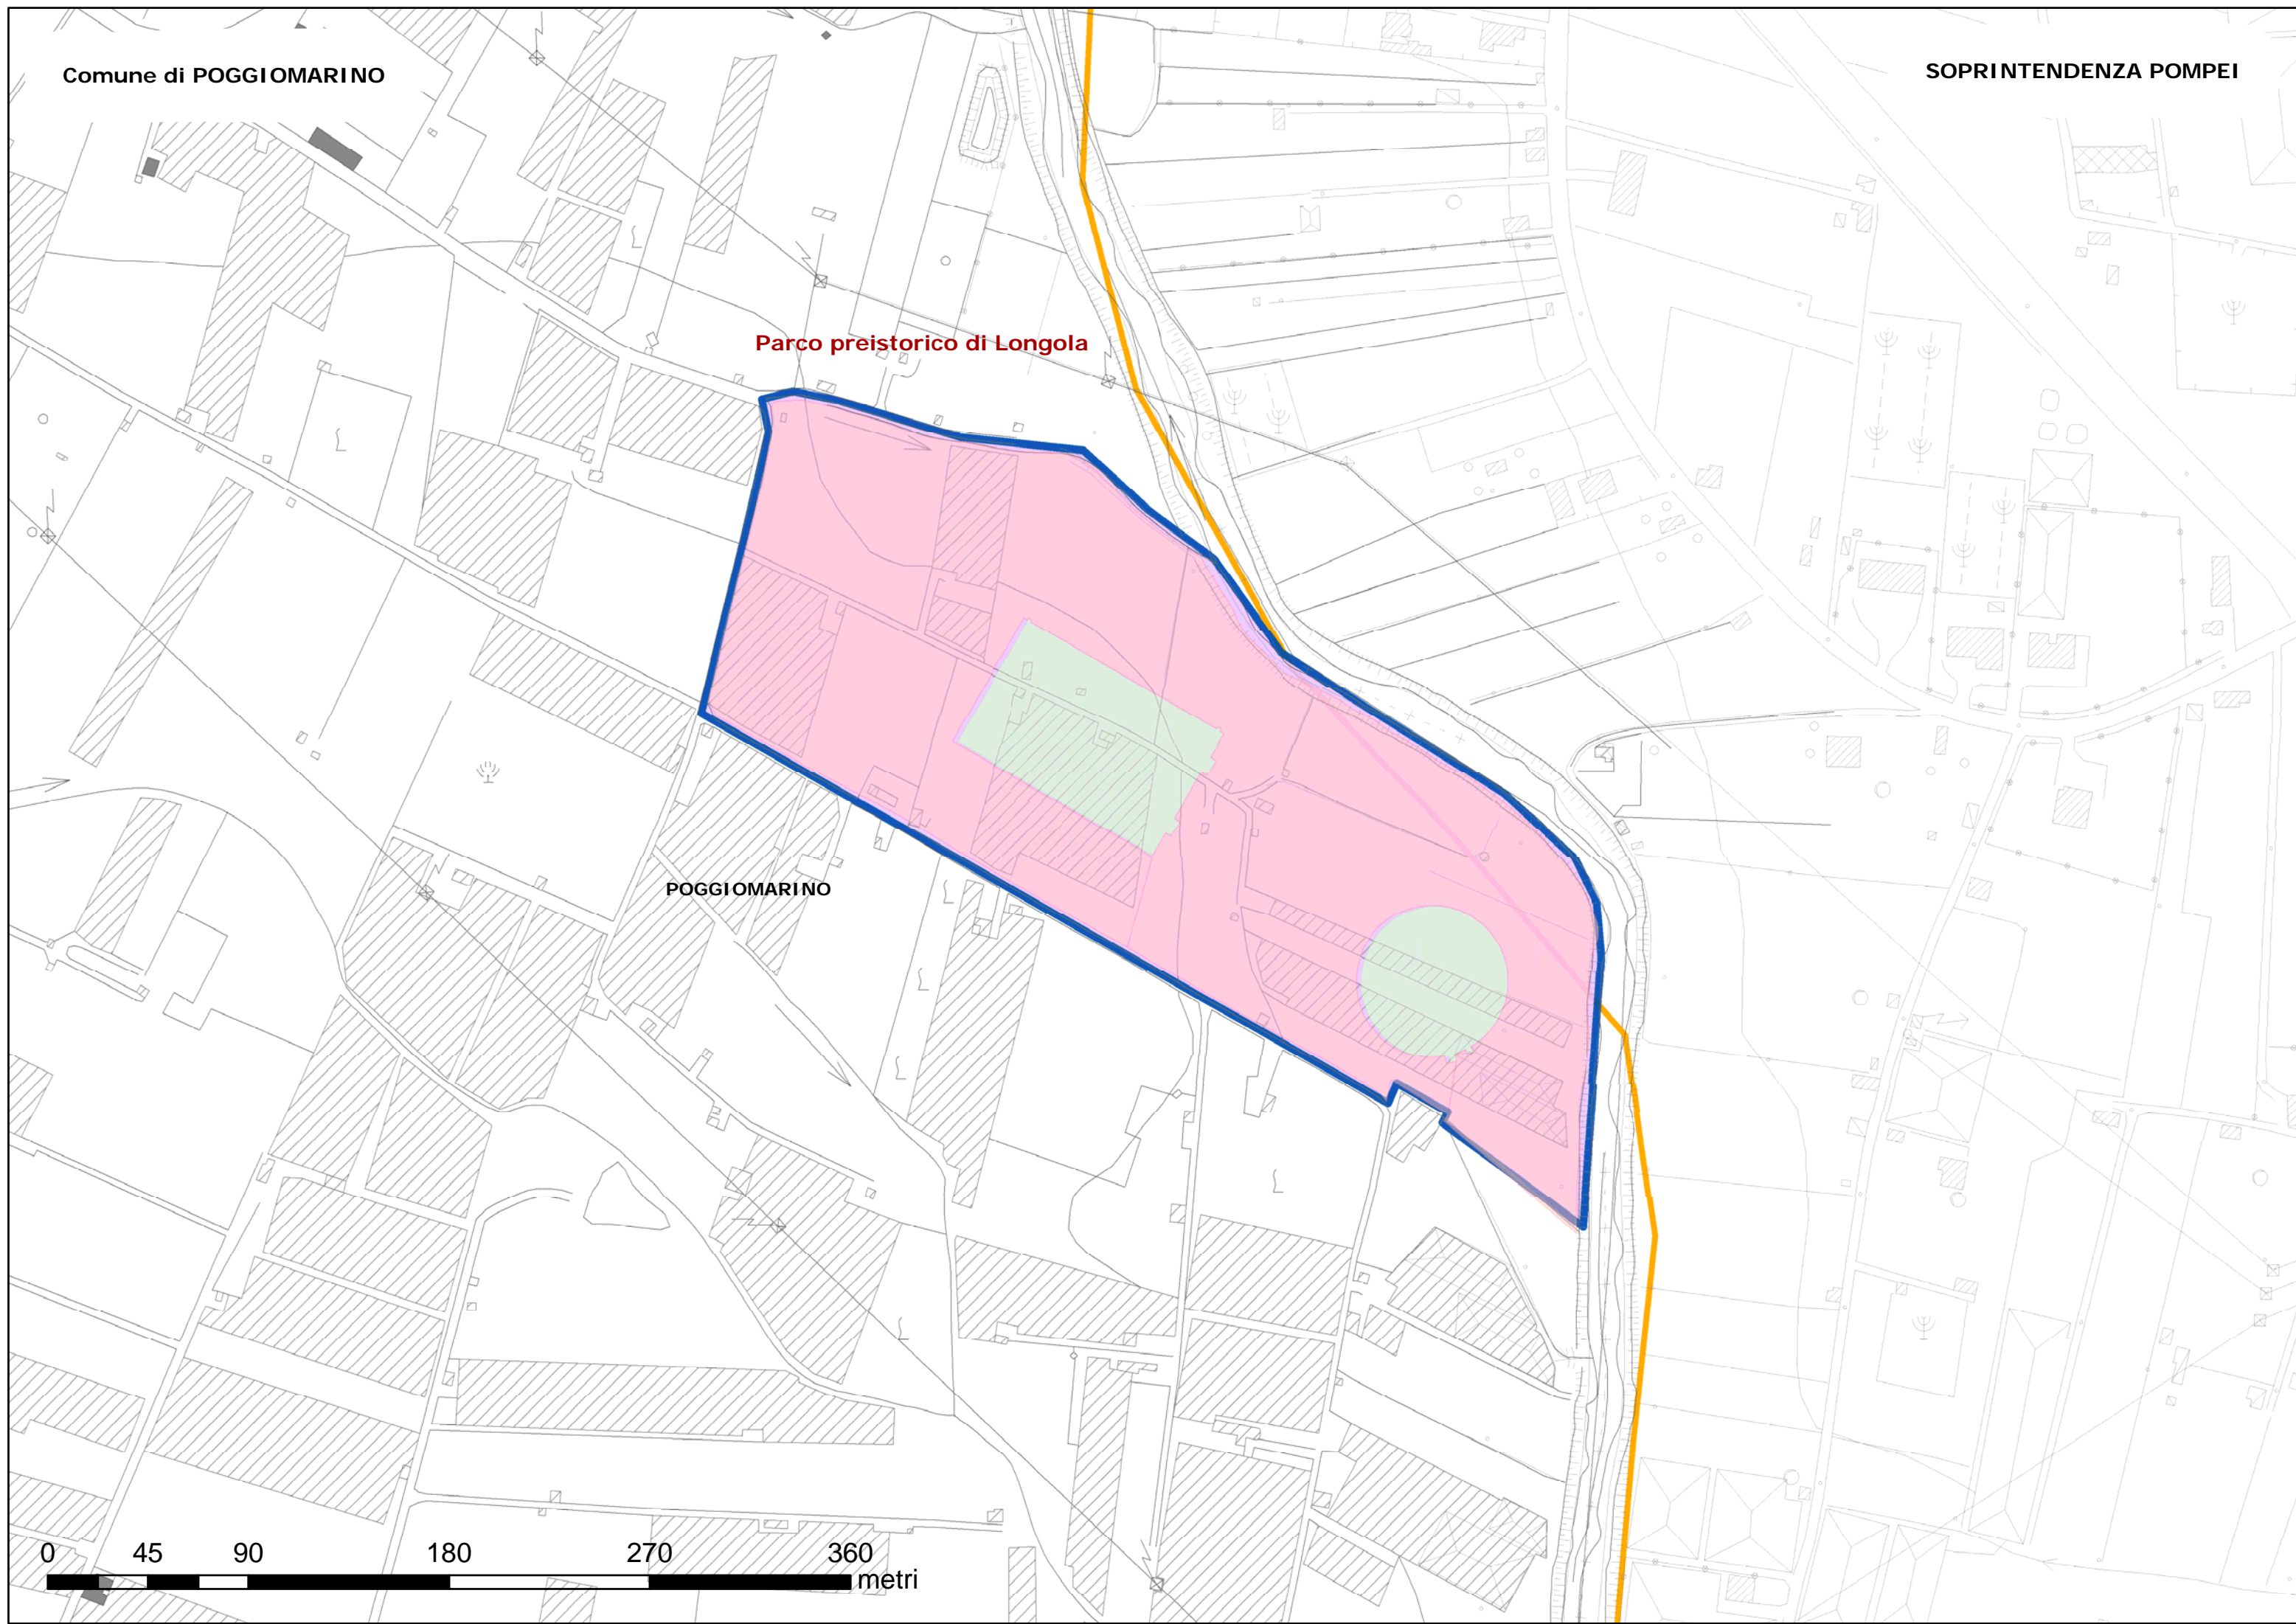 Comune di POGGIOMARINO
SOPRINTENDENZA POMPEI
Parco preistorico di Longola
POGGIOMARINO
0 45 90 180 270 360
metri